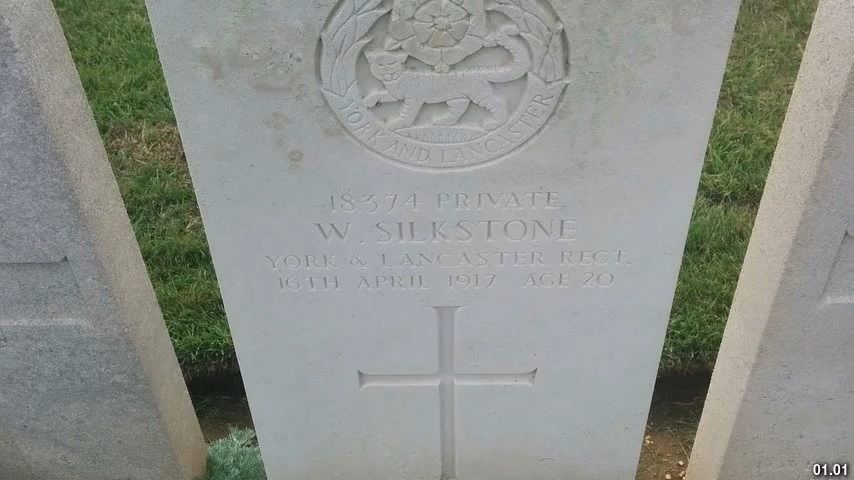 YORK AND LANCASTER
18374 PRIVATE
W. SILKSTONE
YORK & LANCASTER REGT.
16TH APRIL 1917 AGE 20
01.01